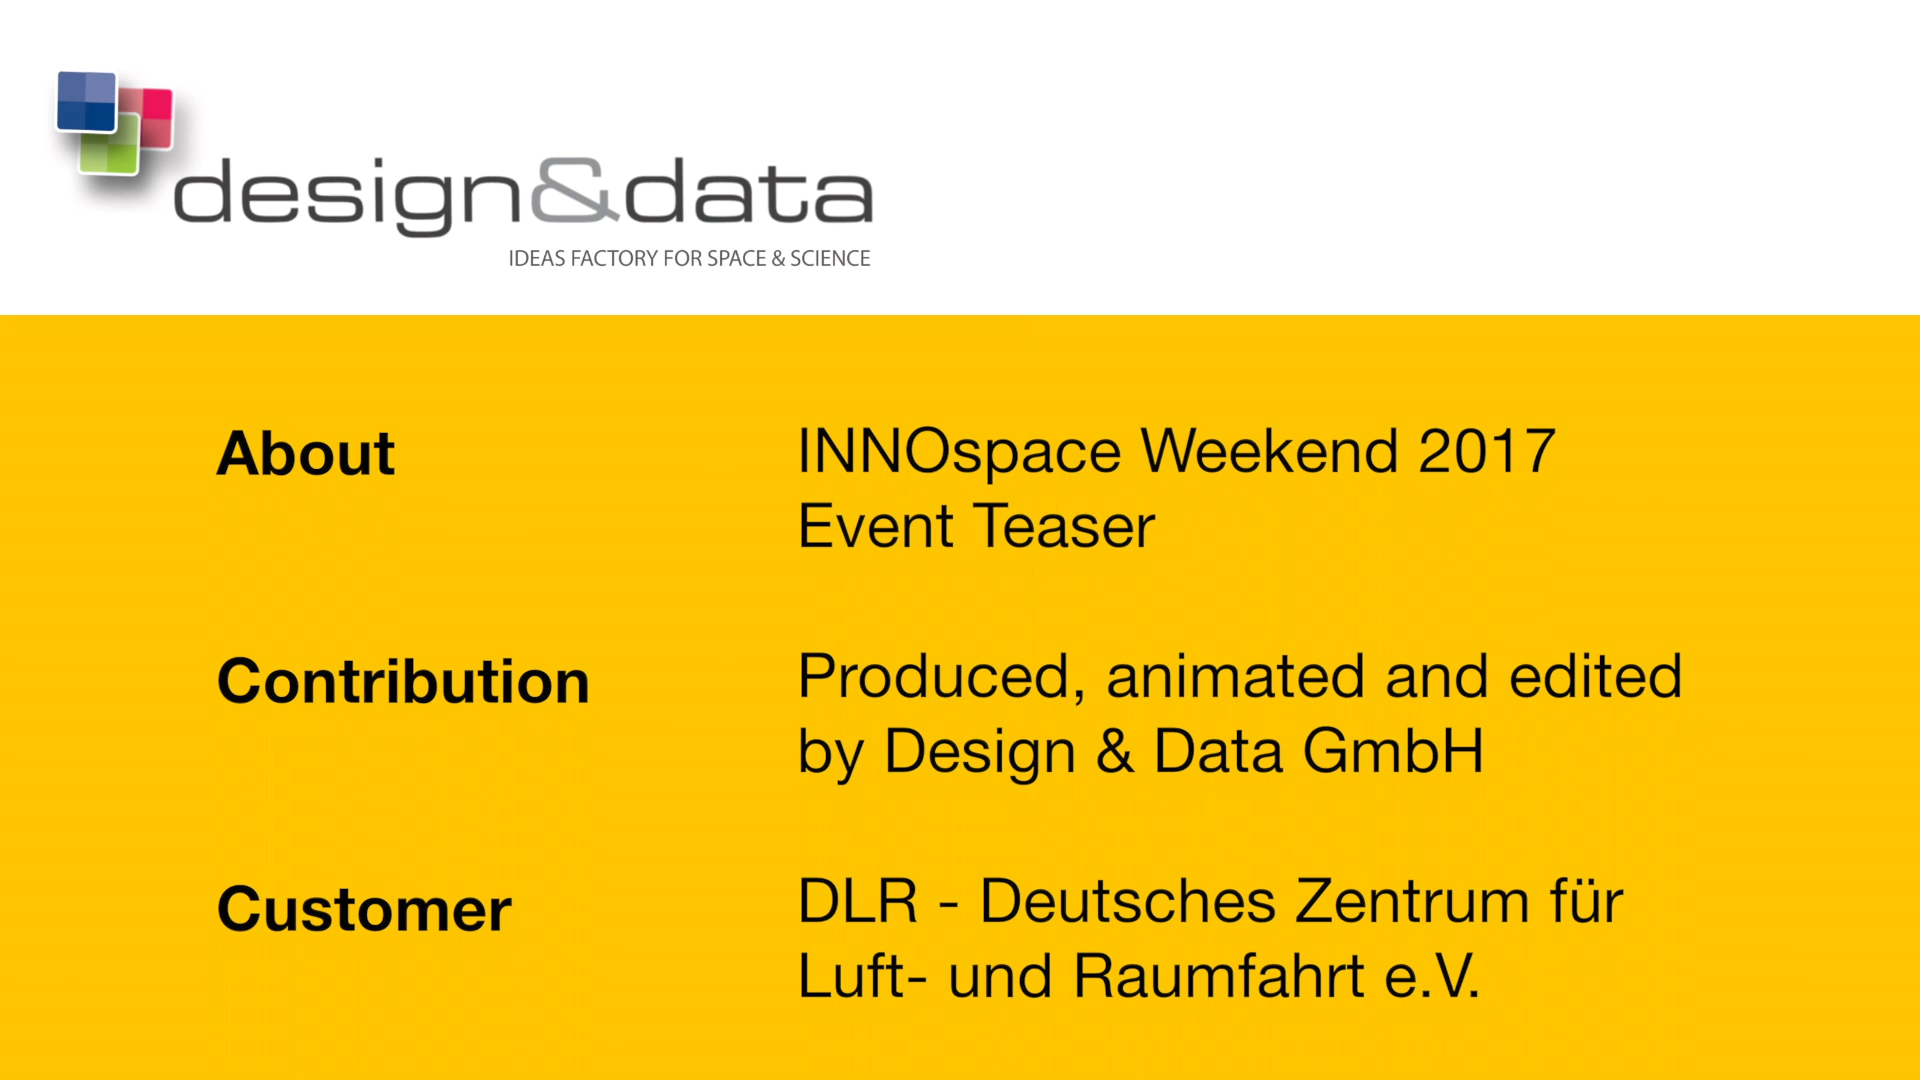 design&data
IDEAS FACTORY FOR SPACE & SCIENCE
About
INNOspace Weekend 2017
Event Teaser
Contribution
Produced, animated and edited
by Design & Data GmbH
Customer
DLR - Deutsches Zentrum für
Luft- und Raumfahrt e.V.